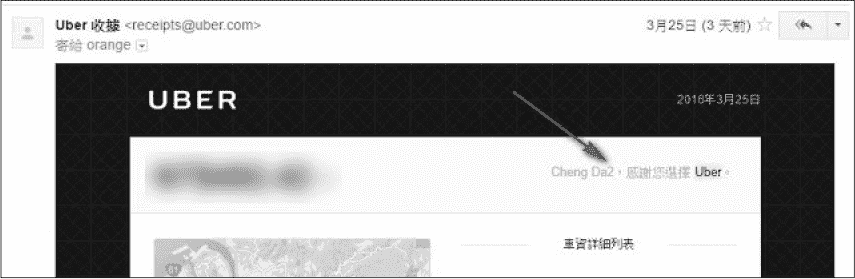 Uber 收據 <receipts@uber.com>
3月25日 (3 天前)
寄給 orange
UBER
2016年3月25日
Cheng Da2，感謝您選擇 Uber。
車資詳細列表